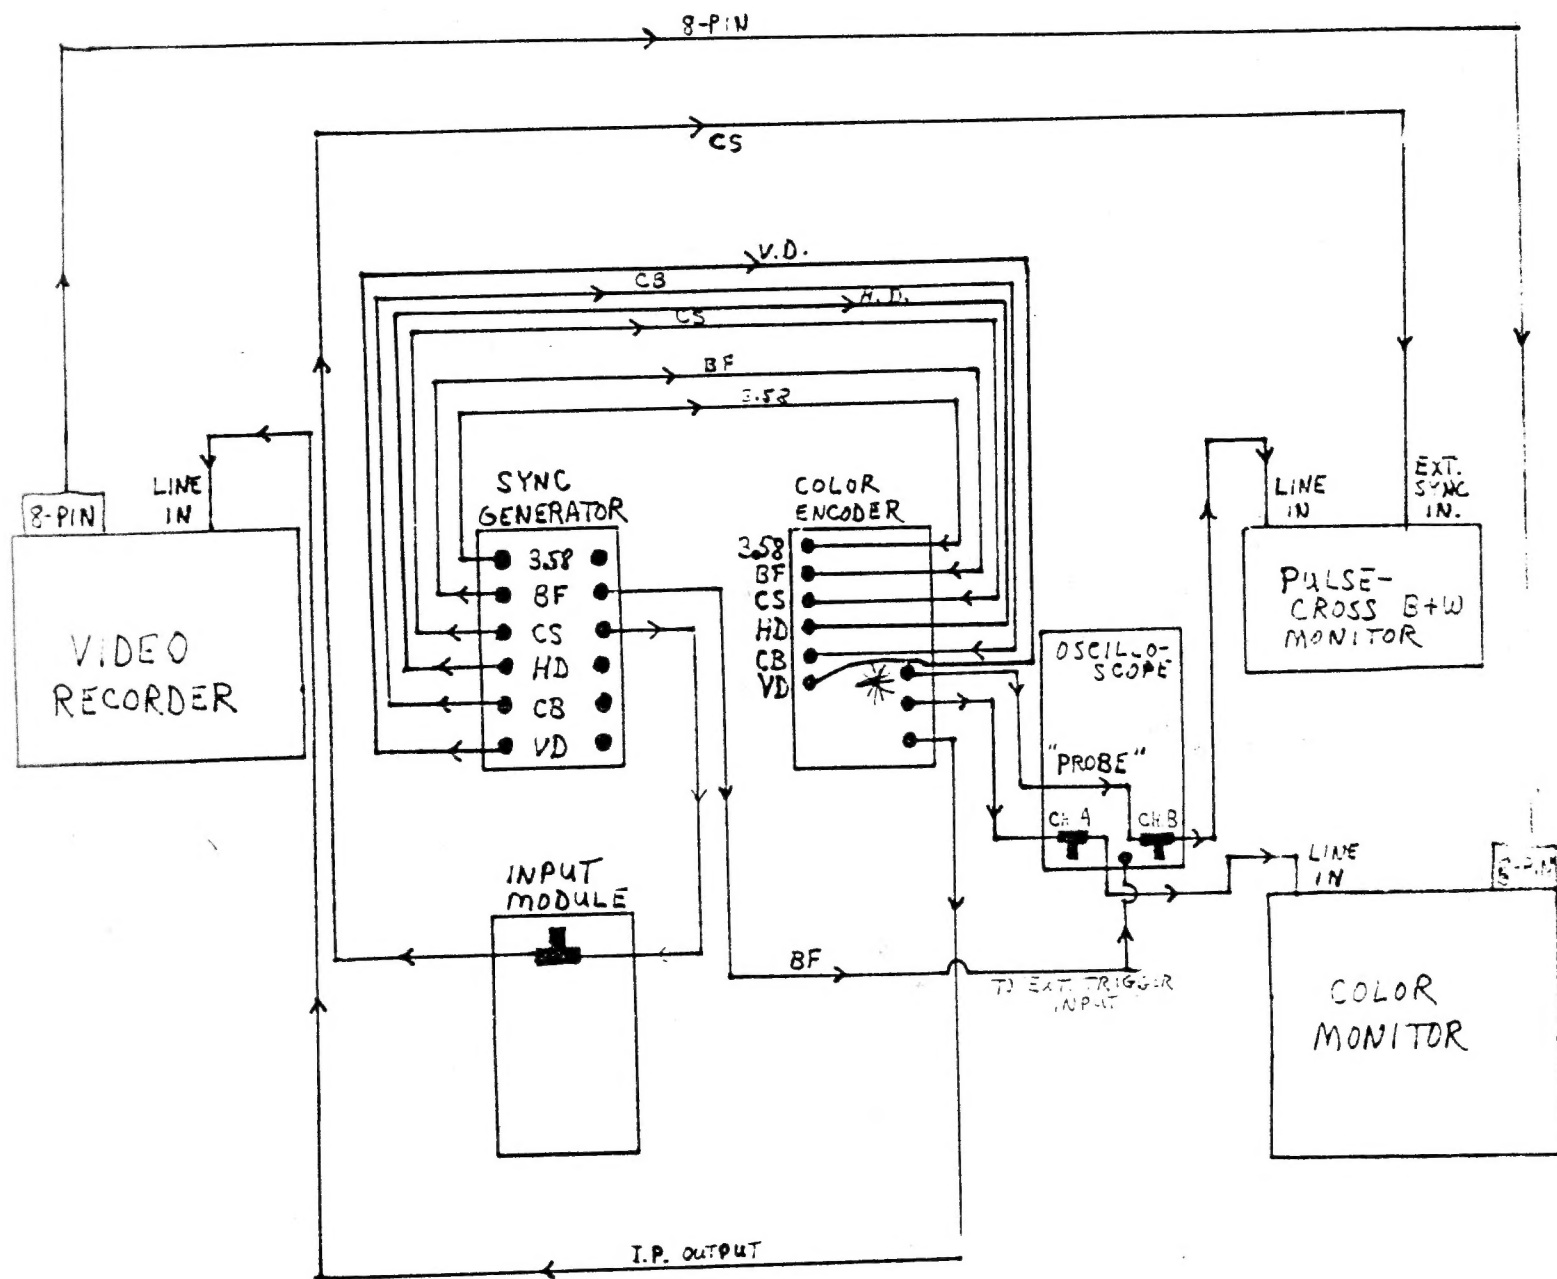 8-PIN
CS
V.D.
CB
H.D.
CS
BF
3.58
8-PIN
LINE
IN
VIDEO
RECORDER
SYNC
GENERATOR
3.58
BF
CS
HD
CB
VD
COLOR
ENCODER
3.58
BF
CS
HD
CB
VD
LINE
IN
EXT.
SYNC
IN.
PULSE-
CROSS B+W
MONITOR
OSCILLO-
SCOPE
"PROBE"
CH.A
CH.B
INPUT
MODULE
BF
TO EXT. TRIGGER
INPUT
LINE
IN
8-PIN
COLOR
MONITOR
I.P. OUTPUT